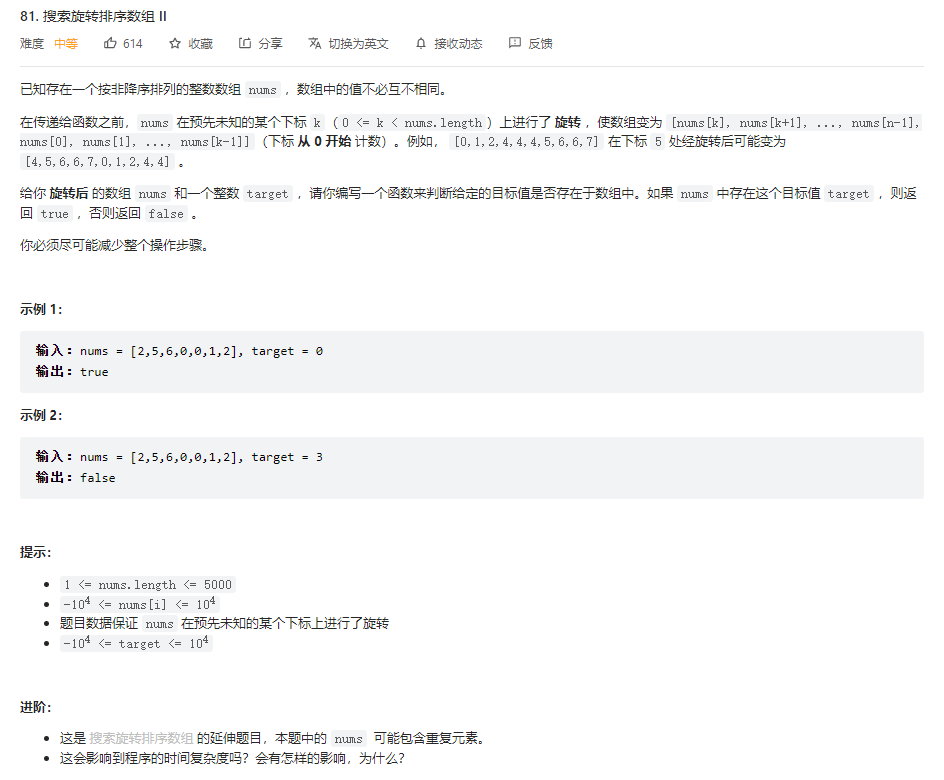 81. 搜索旋转排序数组 II
难度 中等 614 收藏 分享 切换为英文 接收动态 反馈
已知存在一个按非降序排列的整数数组 nums ，数组中的值不必互不相同。
在传递给函数之前，nums 在预先未知的某个下标 k （0 <= k < nums.length）上进行了 旋转 ，使数组变为 [nums[k], nums[k+1], ..., nums[n-1],
nums[0], nums[1], ..., nums[k-1]]（下标 从 0 开始 计数）。例如， [0,1,2,4,4,4,5,6,6,7] 在下标 5 处经旋转后可能变为
[4,5,6,6,7,0,1,2,4,4] 。
给你 旋转后 的数组 nums 和一个整数 target ，请你编写一个函数来判断给定的目标值是否存在于数组中。如果 nums 中存在这个目标值 target ，则返
回 true ，否则返回 false 。
你必须尽可能减少整个操作步骤。
示例 1：
输入：nums = [2,5,6,0,0,1,2], target = 0
输出：true
示例 2：
输入：nums = [2,5,6,0,0,1,2], target = 3
输出：false
提示：
• 1 <= nums.length <= 5000
• -10⁴ <= nums[i] <= 10⁴
• 题目数据保证 nums 在预先未知的某个下标上进行了旋转
• -10⁴ <= target <= 10⁴
进阶：
• 这是 搜索旋转排序数组 的延伸题目，本题中的 nums 可能包含重复元素。
• 这会影响到程序的时间复杂度吗？会有怎样的影响，为什么？